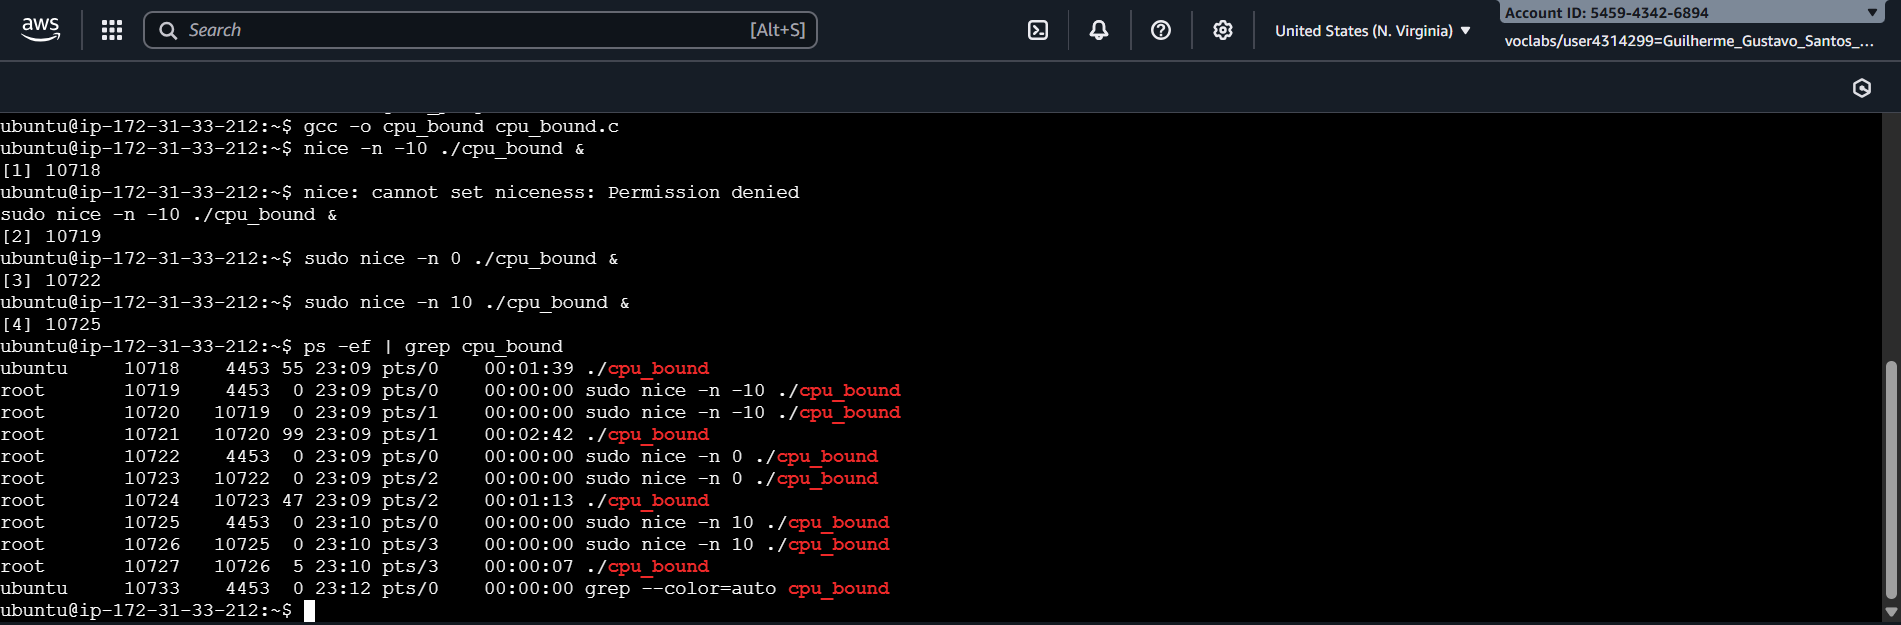 aws
Search [Alt+S]
United States (N. Virginia)
Account ID: 5459-4342-6894
voclabs/user4314299=Guilherme_Gustavo_Santos_...
ubuntu@ip-172-31-33-212:~$ gcc -o cpu_bound cpu_bound.c
ubuntu@ip-172-31-33-212:~$ nice -n -10 ./cpu_bound &
[1] 10718
ubuntu@ip-172-31-33-212:~$ nice: cannot set niceness: Permission denied
sudo nice -n -10 ./cpu_bound &
[2] 10719
ubuntu@ip-172-31-33-212:~$ sudo nice -n 0 ./cpu_bound &
[3] 10722
ubuntu@ip-172-31-33-212:~$ sudo nice -n 10 ./cpu_bound &
[4] 10725
ubuntu@ip-172-31-33-212:~$ ps -ef | grep cpu_bound
ubuntu     10718    4453 55 23:09 pts/0    00:01:39 ./cpu_bound
root       10719    4453  0 23:09 pts/0    00:00:00 sudo nice -n -10 ./cpu_bound
root       10720   10719  0 23:09 pts/1    00:00:00 sudo nice -n -10 ./cpu_bound
root       10721   10720 99 23:09 pts/1    00:02:42 ./cpu_bound
root       10722    4453  0 23:09 pts/0    00:00:00 sudo nice -n 0 ./cpu_bound
root       10723   10722  0 23:09 pts/2    00:00:00 sudo nice -n 0 ./cpu_bound
root       10724   10723 47 23:09 pts/2    00:01:13 ./cpu_bound
root       10725    4453  0 23:10 pts/0    00:00:00 sudo nice -n 10 ./cpu_bound
root       10726   10725  0 23:10 pts/3    00:00:00 sudo nice -n 10 ./cpu_bound
root       10727   10726  5 23:10 pts/3    00:00:07 ./cpu_bound
ubuntu     10733    4453  0 23:12 pts/0    00:00:00 grep --color=auto cpu_bound
ubuntu@ip-172-31-33-212:~$